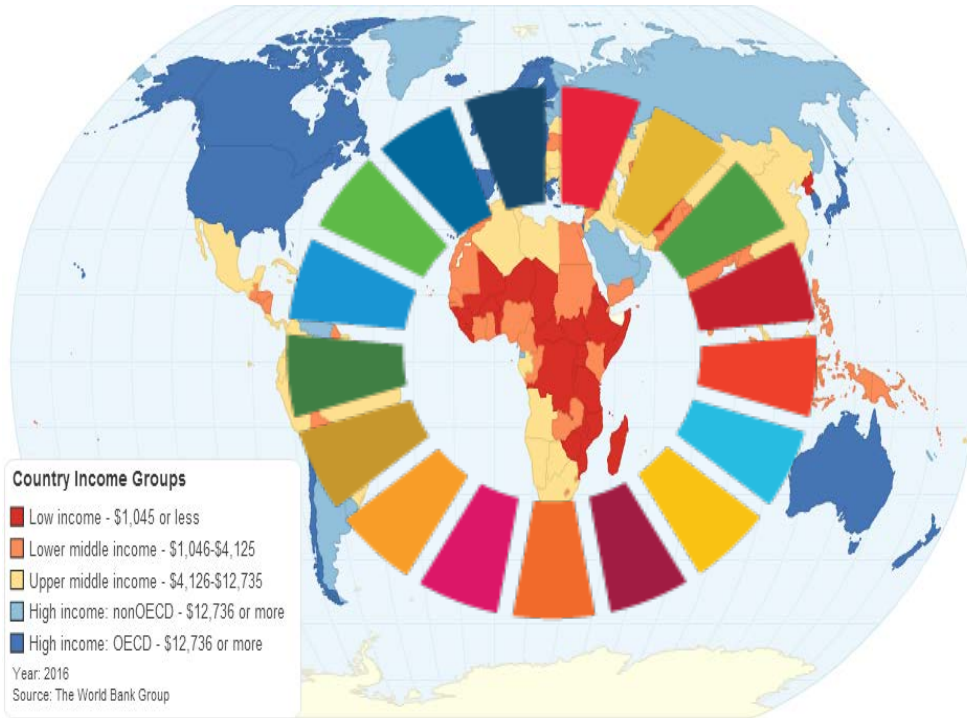 Country Income Groups
Low income - $1,045 or less
Lower middle income - $1,046-$4,125
Upper middle income - $4,126-$12,735
High income: nonOECD - $12,736 or more
High income: OECD - $12,736 or more
Year: 2016
Source: The World Bank Group